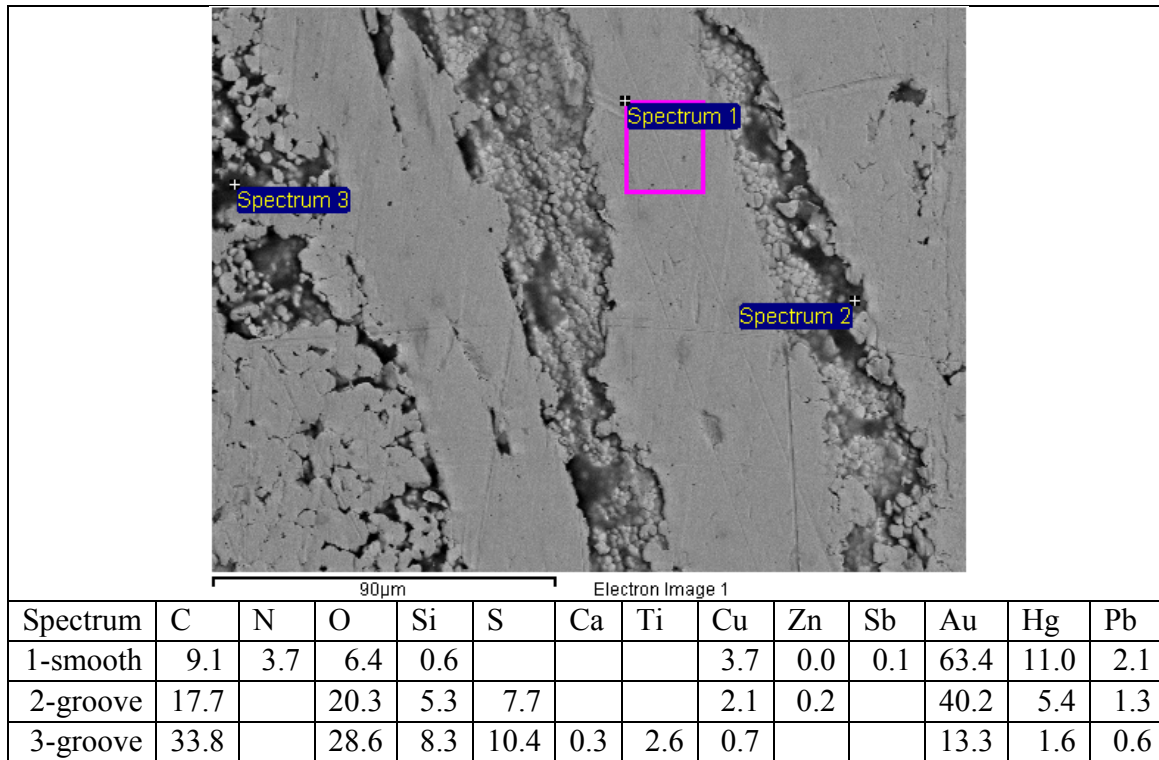 Spectrum 1
Spectrum 3
Spectrum 2
90µm Electron Image 1
Spectrum C N O Si S Ca Ti Cu Zn Sb Au Hg Pb
1-smooth 9.1 3.7 6.4 0.6 3.7 0.0 0.1 63.4 11.0 2.1
2-groove 17.7 20.3 5.3 7.7 2.1 0.2 40.2 5.4 1.3
3-groove 33.8 28.6 8.3 10.4 0.3 2.6 0.7 13.3 1.6 0.6